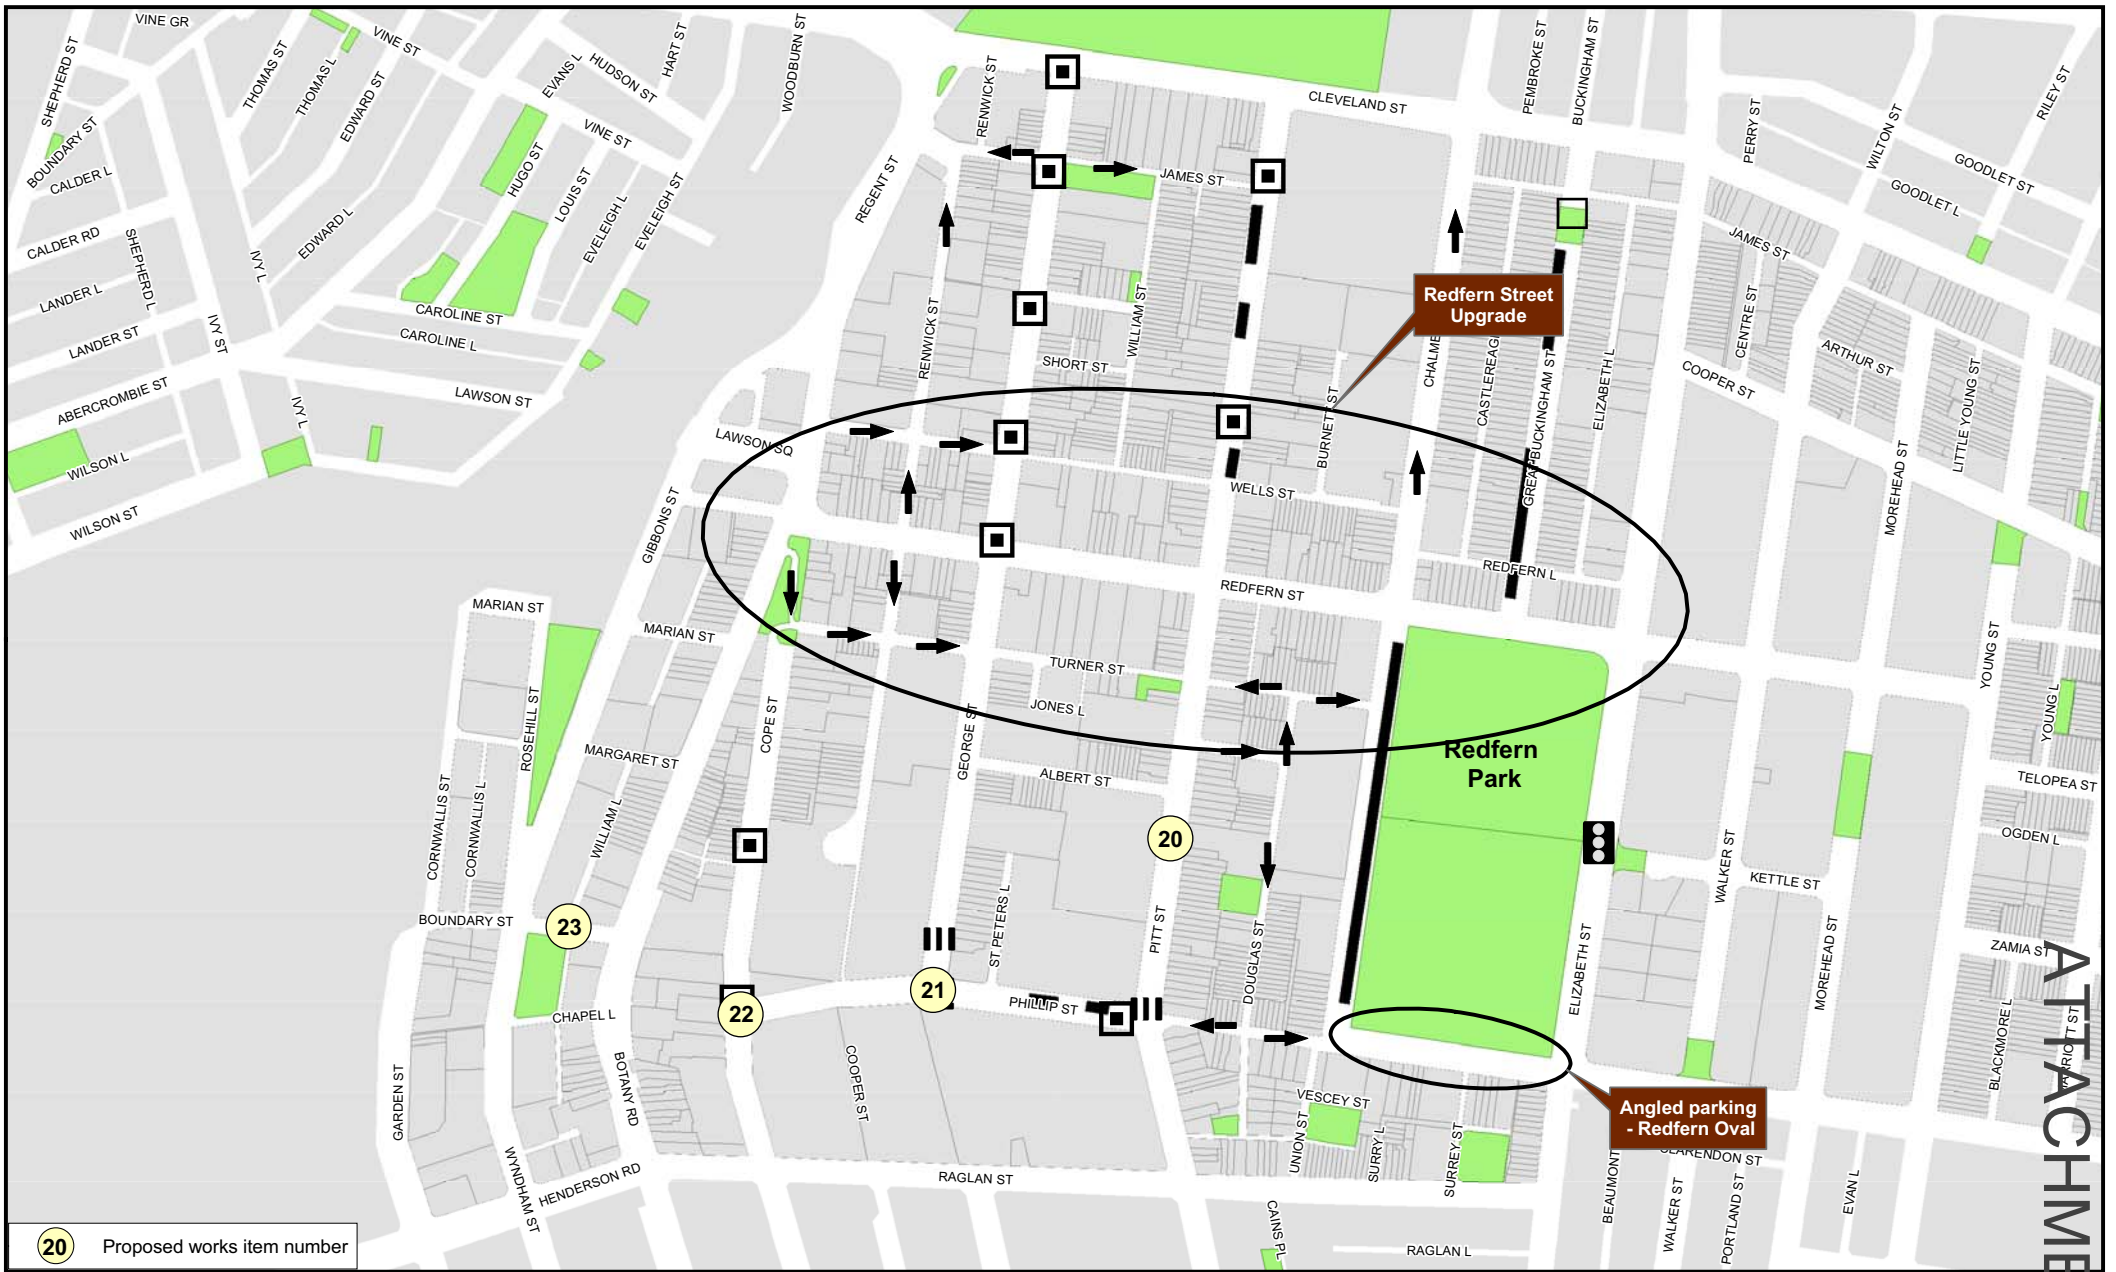 VINE GR
SHEPHERD ST
THOMAS ST
THOMAS L
VINE ST
EDWARD ST
EVANS L
HUDSON ST
HART ST
WOODBURN ST
RENWICK ST
CLEVELAND ST
PEMBROKE ST
BUCKINGHAM ST
PERRY ST
WILTON ST
RILEY ST
BOUNDARY ST
CALDER L
HUGO ST
VINE ST
LOUIS ST
EVELEIGH L
EVELEIGH ST
REGENT ST
JAMES ST
GOODLET ST
GOODLET L
CALDER RD
SHEPHERD L
IVY L
EDWARD L
JAMES ST
LANDER L
CAROLINE ST
CAROLINE L
LANDER ST
IVY ST
RENWICK ST
WILLIAM ST
SHORT ST
Redfern Street
Upgrade
CENTRE ST
ARTHUR ST
COOPER ST
LITTLE YOUNG ST
ABERCROMBIE ST
LAWSON ST
IVY L
BURNETT ST
CASTLEREAG
GREAT BUCKINGHAM ST
ELIZABETH L
CHALME
LAWSON SQ
WILSON L
WILSON ST
GIBBONS ST
WELLS ST
MOREHEAD ST
REDFERN L
REDFERN ST
MARIAN ST
MARIAN ST
TURNER ST
JONES L
YOUNG ST
YOUNG L
ROSEHILL ST
COPE ST
GEORGE ST
MARGARET ST
ALBERT ST
Redfern
Park
TELOPEA ST
CORNWALLIS ST
CORNWALLIS L
WILLIAM L
20
OGDEN L
WALKER ST
KETTLE ST
BOUNDARY ST
23
ST PETERS L
PITT ST
DOUGLAS ST
ELIZABETH ST
MOREHEAD ST
ZAMIA ST
21
22
PHILLIP ST
CHAPEL L
BLACKMORE L
ARRIOTT ST
ATTACHME
GARDEN ST
BOTANY RD
COOPER ST
VESCEY ST
UNION ST
SURRY L
SURREY ST
Angled parking
- Redfern Oval
WYNDHAM ST
HENDERSON RD
RAGLAN ST
CAINS PL
RAGLAN L
BEAUMONT
WALKER ST
PORTLAND ST
EVAN L
20 Proposed works item number